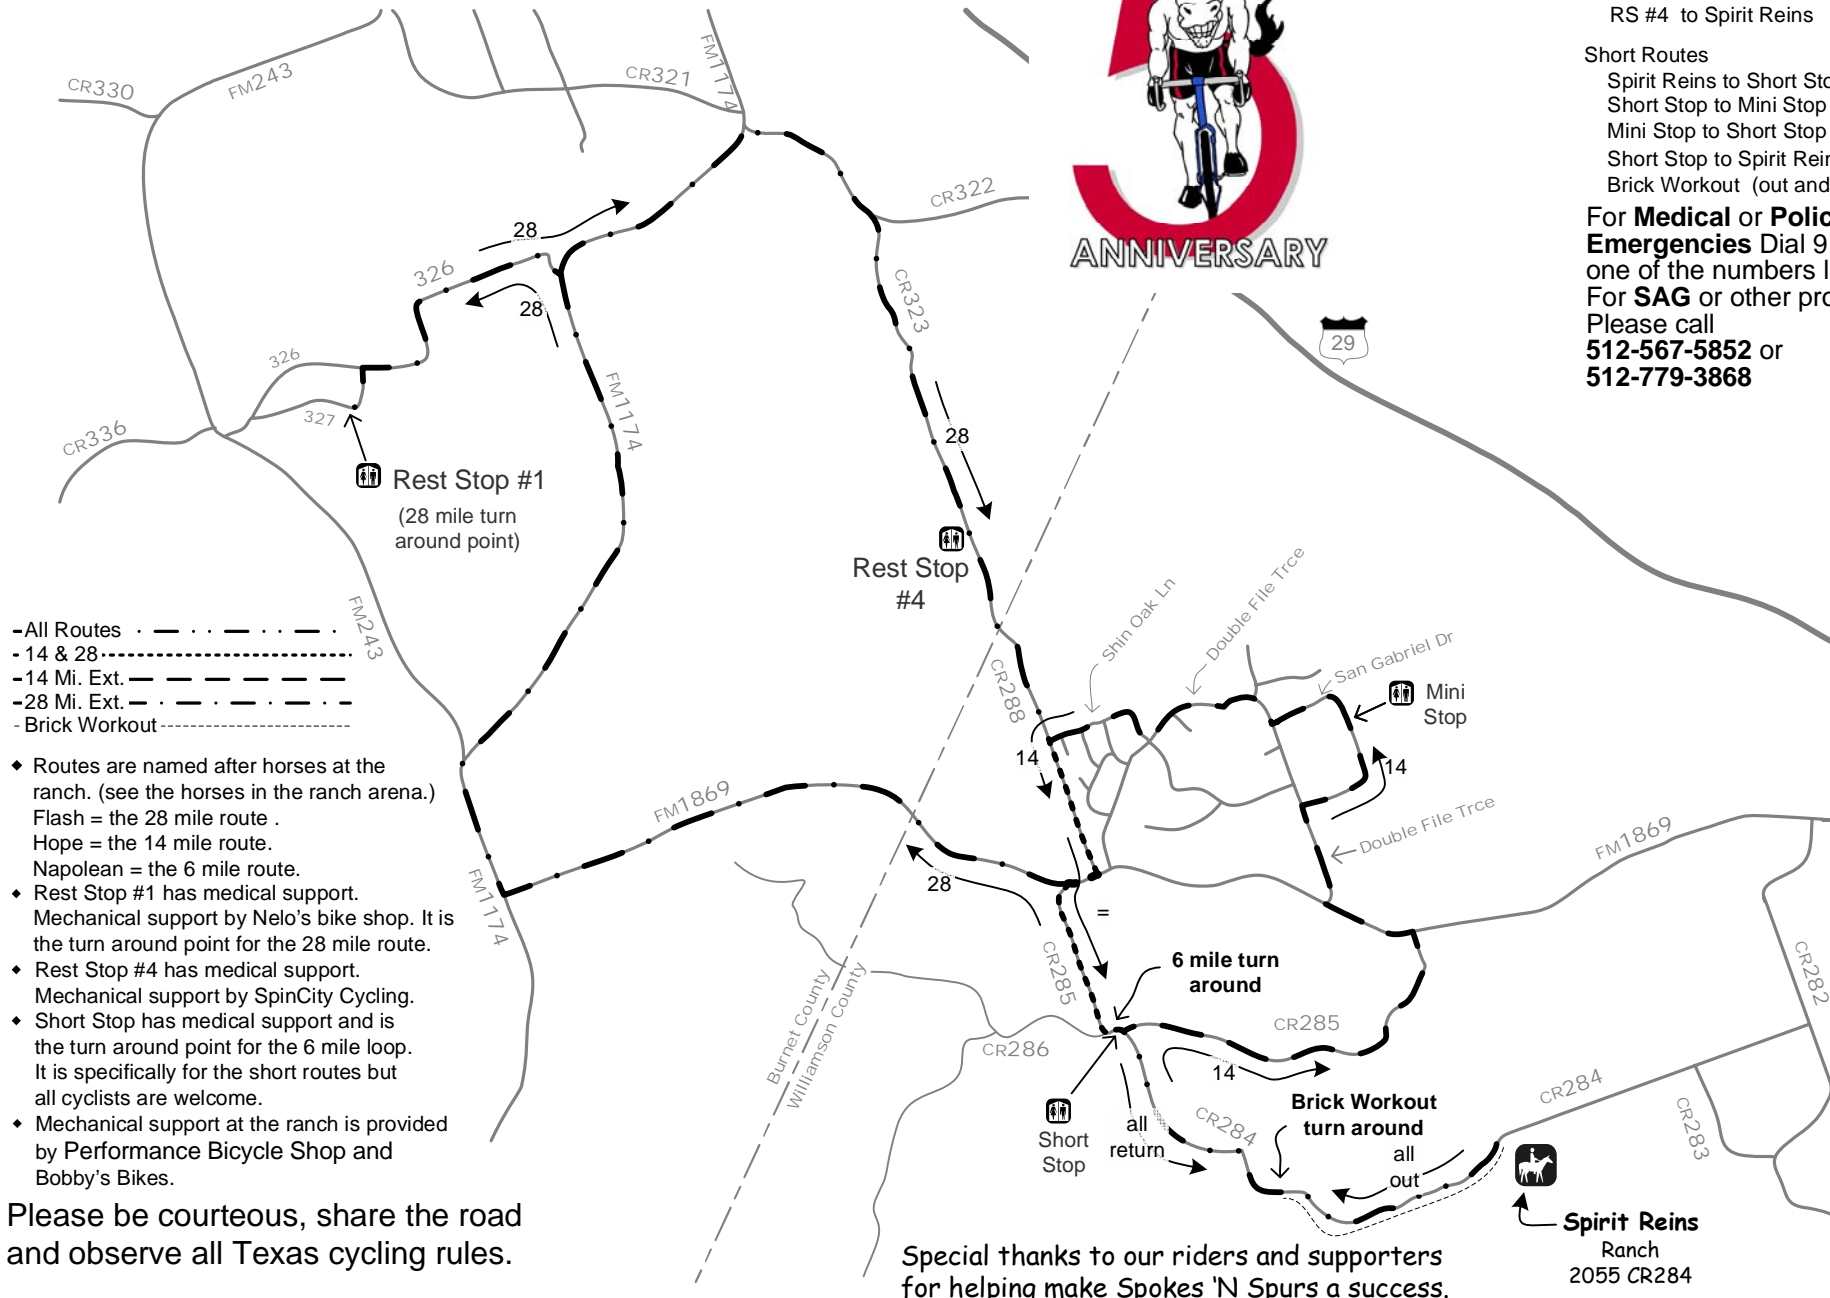 RS #4 to Spirit Reins
Short Routes
Spirit Reins to Short Sto
Short Stop to Mini Stop
Mini Stop to Short Stop
Short Stop to Spirit Rein
Brick Workout (out and
For Medical or Polic
Emergencies Dial 9
one of the numbers l
For SAG or other pro
Please call
512-567-5852 or
512-779-3868
5
ANNIVERSARY
29
CR330
FM243
CR321
FM1174
CR322
28
326
28
CR323
326
327
CR336
FM1174
28
Rest Stop #1
(28 mile turn
around point)
Rest Stop
#4
FM243
Shin Oak Ln
Double File Trce
San Gabriel Dr
Mini
Stop
CR288
14
14
Double File Trce
FM1869
FM1869
28
=
FM1174
CR285
6 mile turn
around
CR285
CR282
CR286
Burnet County
Williamson County
14
Short
Stop
all
return
CR284
Brick Workout
turn around
all
out
CR284
CR283
Spirit Reins
Ranch
2055 CR284
-All Routes
- 14 & 28
-14 Mi. Ext.
-28 Mi. Ext.
- Brick Workout
◆ Routes are named after horses at the
ranch. (see the horses in the ranch arena.)
Flash = the 28 mile route .
Hope = the 14 mile route.
Napolean = the 6 mile route.
◆ Rest Stop #1 has medical support.
Mechanical support by Nelo’s bike shop. It is
the turn around point for the 28 mile route.
◆ Rest Stop #4 has medical support.
Mechanical support by SpinCity Cycling.
◆ Short Stop has medical support and is
the turn around point for the 6 mile loop.
It is specifically for the short routes but
all cyclists are welcome.
◆ Mechanical support at the ranch is provided
by Performance Bicycle Shop and
Bobby’s Bikes.
Please be courteous, share the road
and observe all Texas cycling rules.
Special thanks to our riders and supporters
for helping make Spokes ‘N Spurs a success.